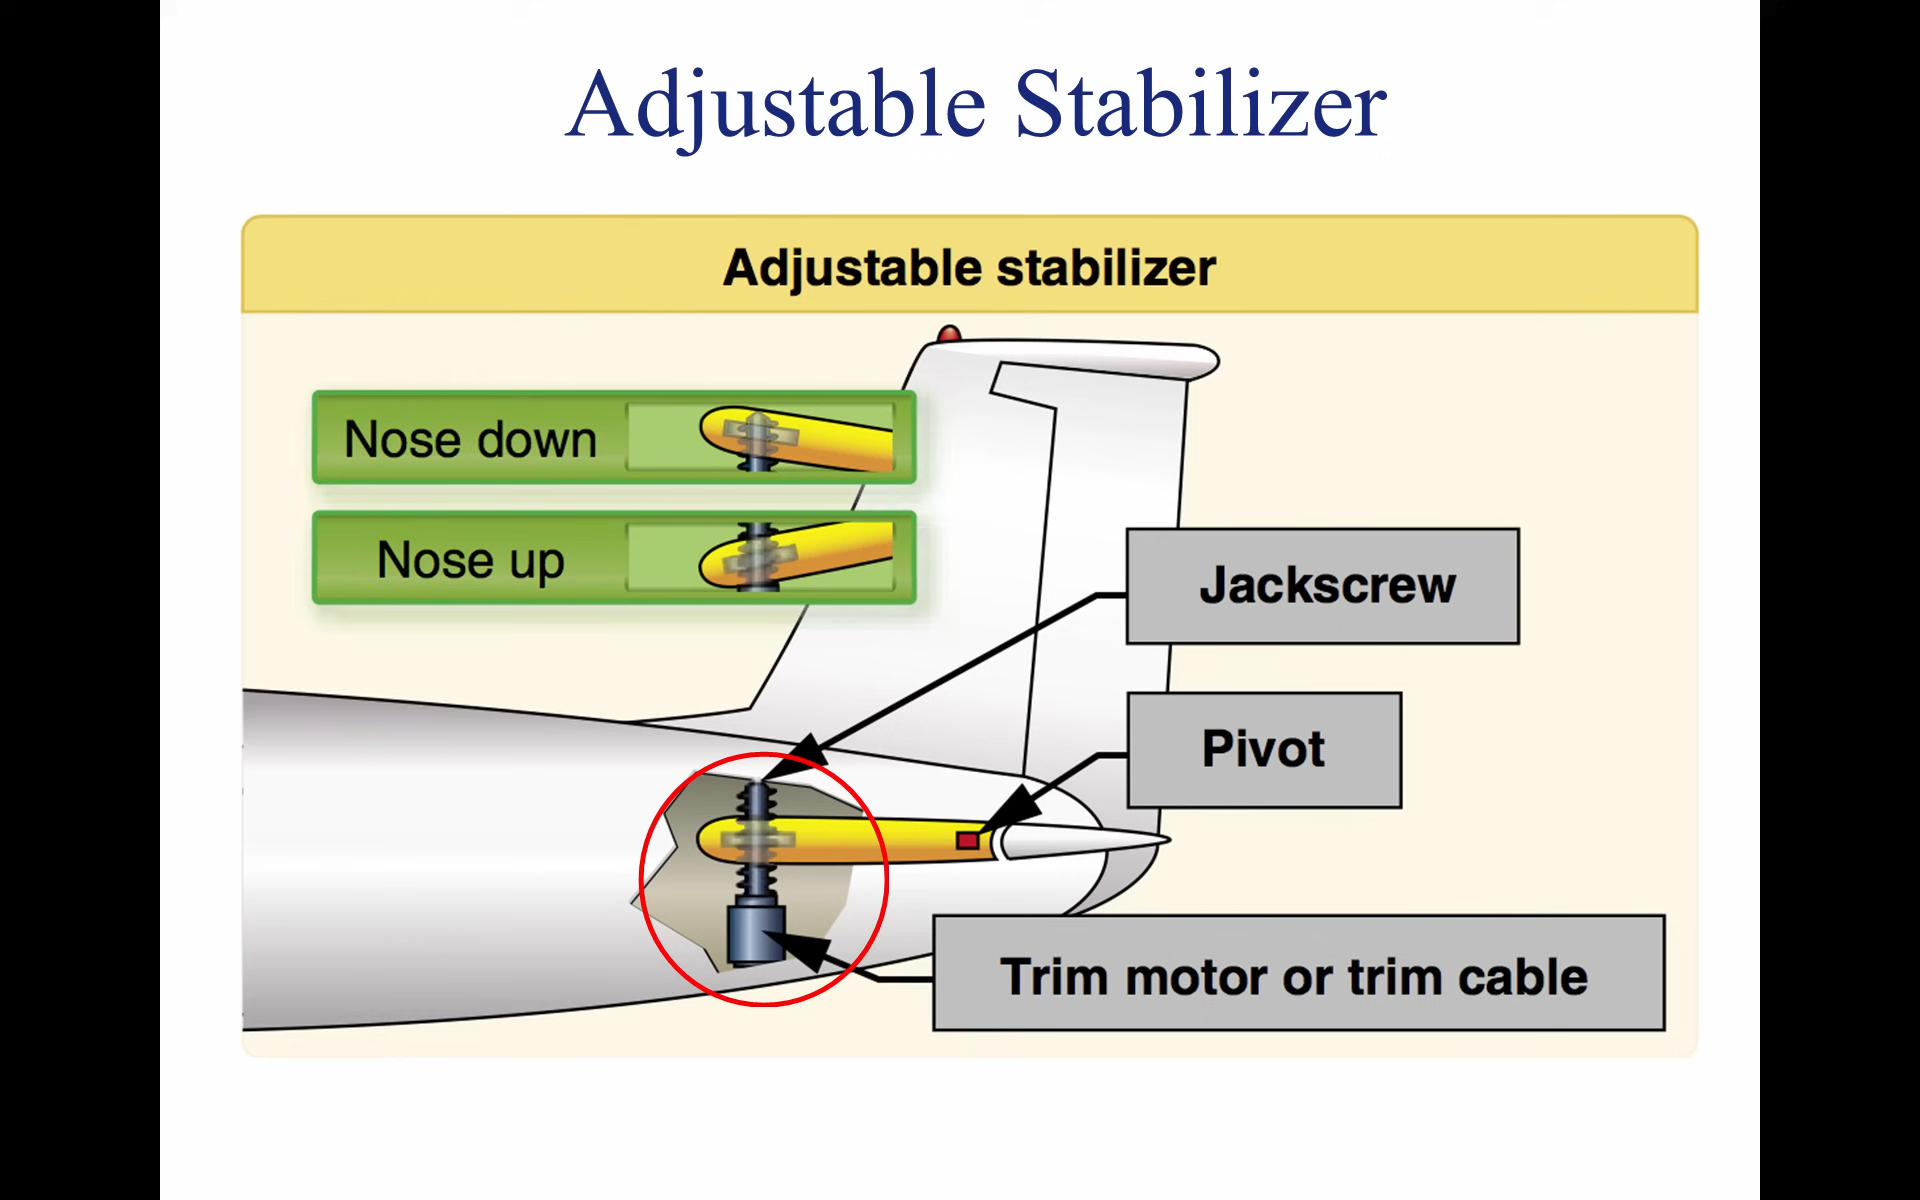 Adjustable Stabilizer
Adjustable stabilizer
Nose down
Nose up
Jackscrew
Pivot
Trim motor or trim cable